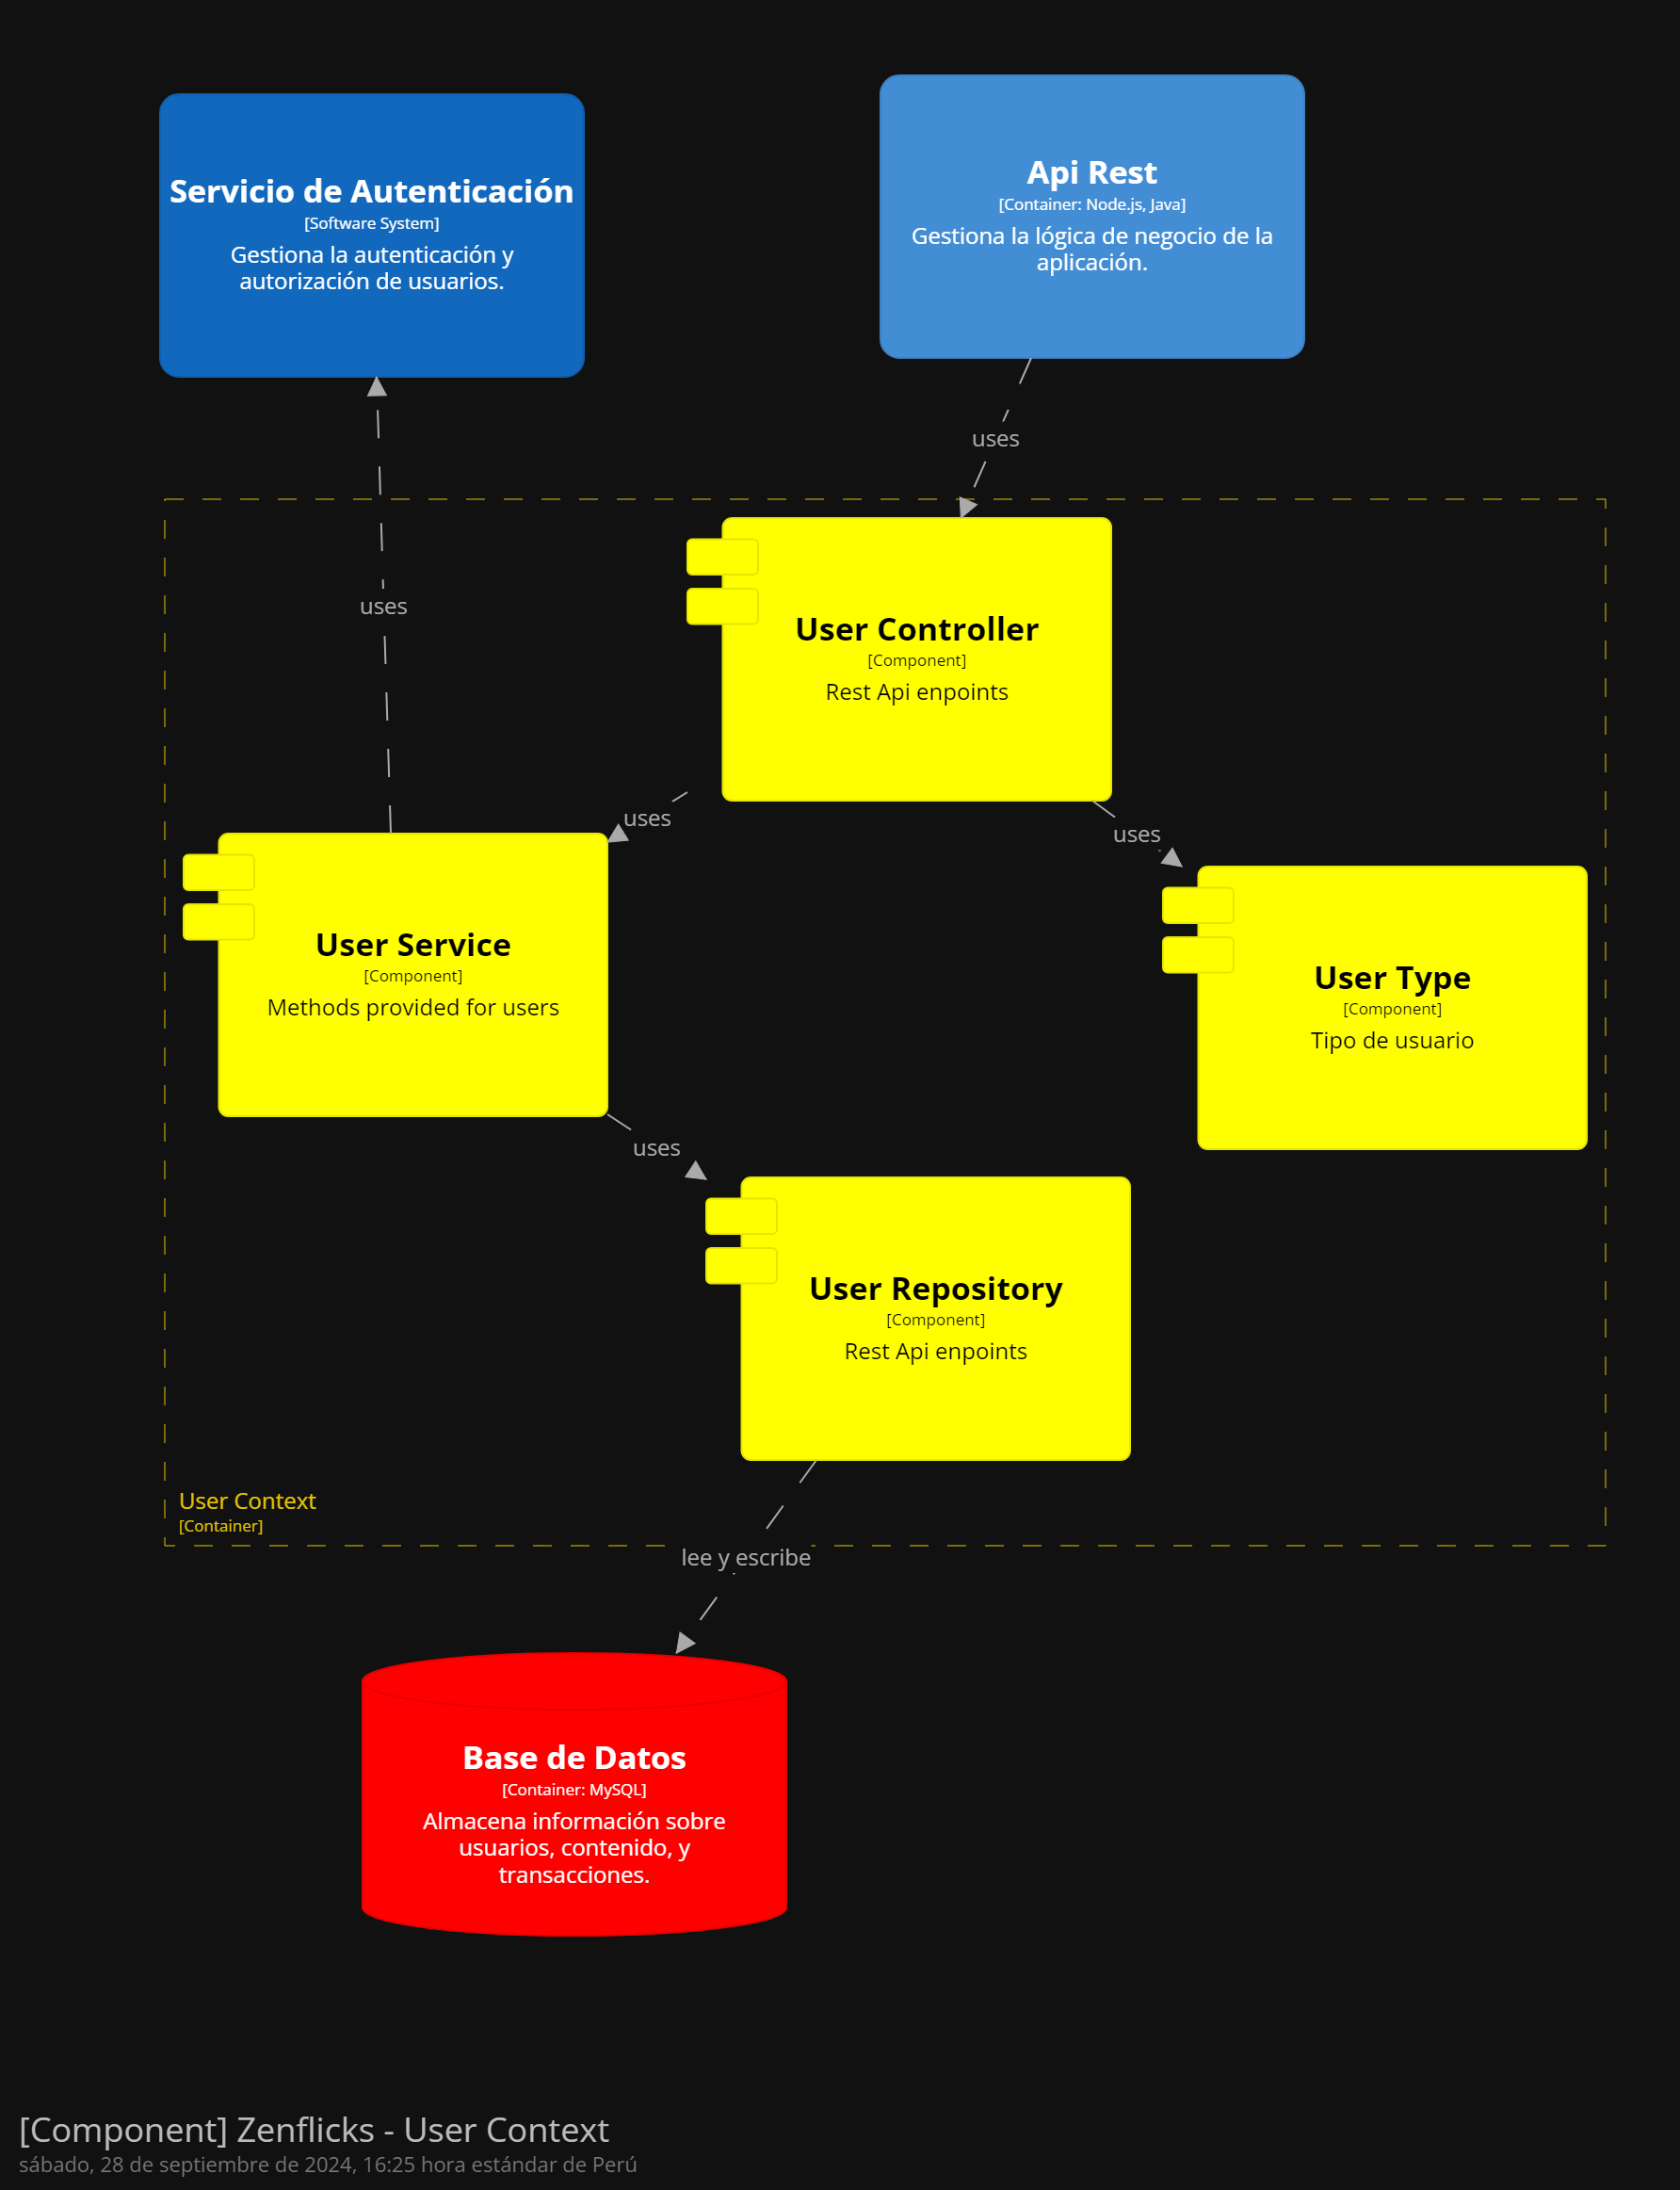 Servicio de Autenticación
[Software System]
Gestiona la autenticación y
autorización de usuarios.
Api Rest
[Container: Node.js, Java]
Gestiona la lógica de negocio de la
aplicación.
uses
uses
User Controller
[Component]
Rest Api enpoints
uses
uses
User Service
[Component]
Methods provided for users
User Type
[Component]
Tipo de usuario
uses
User Repository
[Component]
Rest Api enpoints
User Context
[Container]
lee y escribe
Base de Datos
[Container: MySQL]
Almacena información sobre
usuarios, contenido, y
transacciones.
[Component] Zenflicks - User Context
sábado, 28 de septiembre de 2024, 16:25 hora estándar de Perú